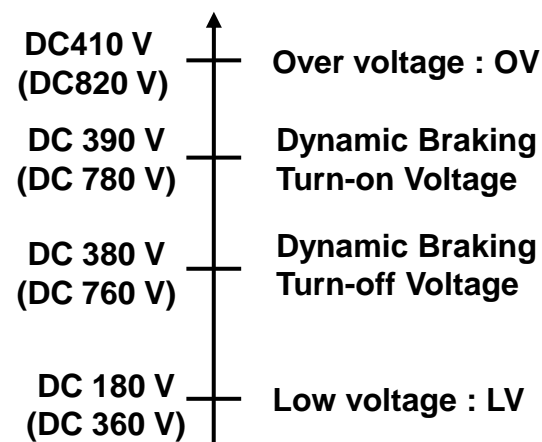 DC410 V
(DC820 V)
Over voltage : OV
DC 390 V
(DC 780 V)
Dynamic Braking
Turn-on Voltage
DC 380 V
(DC 760 V)
Dynamic Braking
Turn-off Voltage
DC 180 V
(DC 360 V)
Low voltage : LV